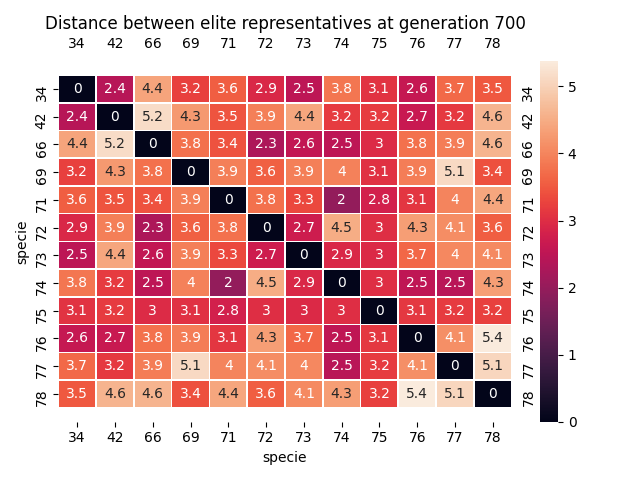 Distance between elite representatives at generation 700
34 42 66 69 71 72 73 74 75 76 77 78
34 0 2.4 4.4 3.2 3.6 2.9 2.5 3.8 3.1 2.6 3.7 3.5 34
42 2.4 0 5.2 4.3 3.5 3.9 4.4 3.2 3.2 2.7 3.2 4.6 42
66 4.4 5.2 0 3.8 3.4 2.3 2.6 2.5 3 3.8 3.9 4.6 66
69 3.2 4.3 3.8 0 3.9 3.6 3.9 4 3.1 3.9 5.1 3.4 69
71 3.6 3.5 3.4 3.9 0 3.8 3.3 2 2.8 3.1 4 4.4 71
72 2.9 3.9 2.3 3.6 3.8 0 2.7 4.5 3 4.3 4.1 3.6 72
73 2.5 4.4 2.6 3.9 3.3 2.7 0 2.9 3 3.7 4 4.1 73
74 3.8 3.2 2.5 4 2 4.5 2.9 0 3 2.5 2.5 4.3 74
75 3.1 3.2 3 3.1 2.8 3 3 3 0 3.1 3.2 3.2 75
76 2.6 2.7 3.8 3.9 3.1 4.3 3.7 2.5 3.1 0 4.1 5.4 76
77 3.7 3.2 3.9 5.1 4 4.1 4 2.5 3.2 4.1 0 5.1 77
78 3.5 4.6 4.6 3.4 4.4 3.6 4.1 4.3 3.2 5.4 5.1 0 78
34 42 66 69 71 72 73 74 75 76 77 78
specie
specie
5
4
3
2
1
0